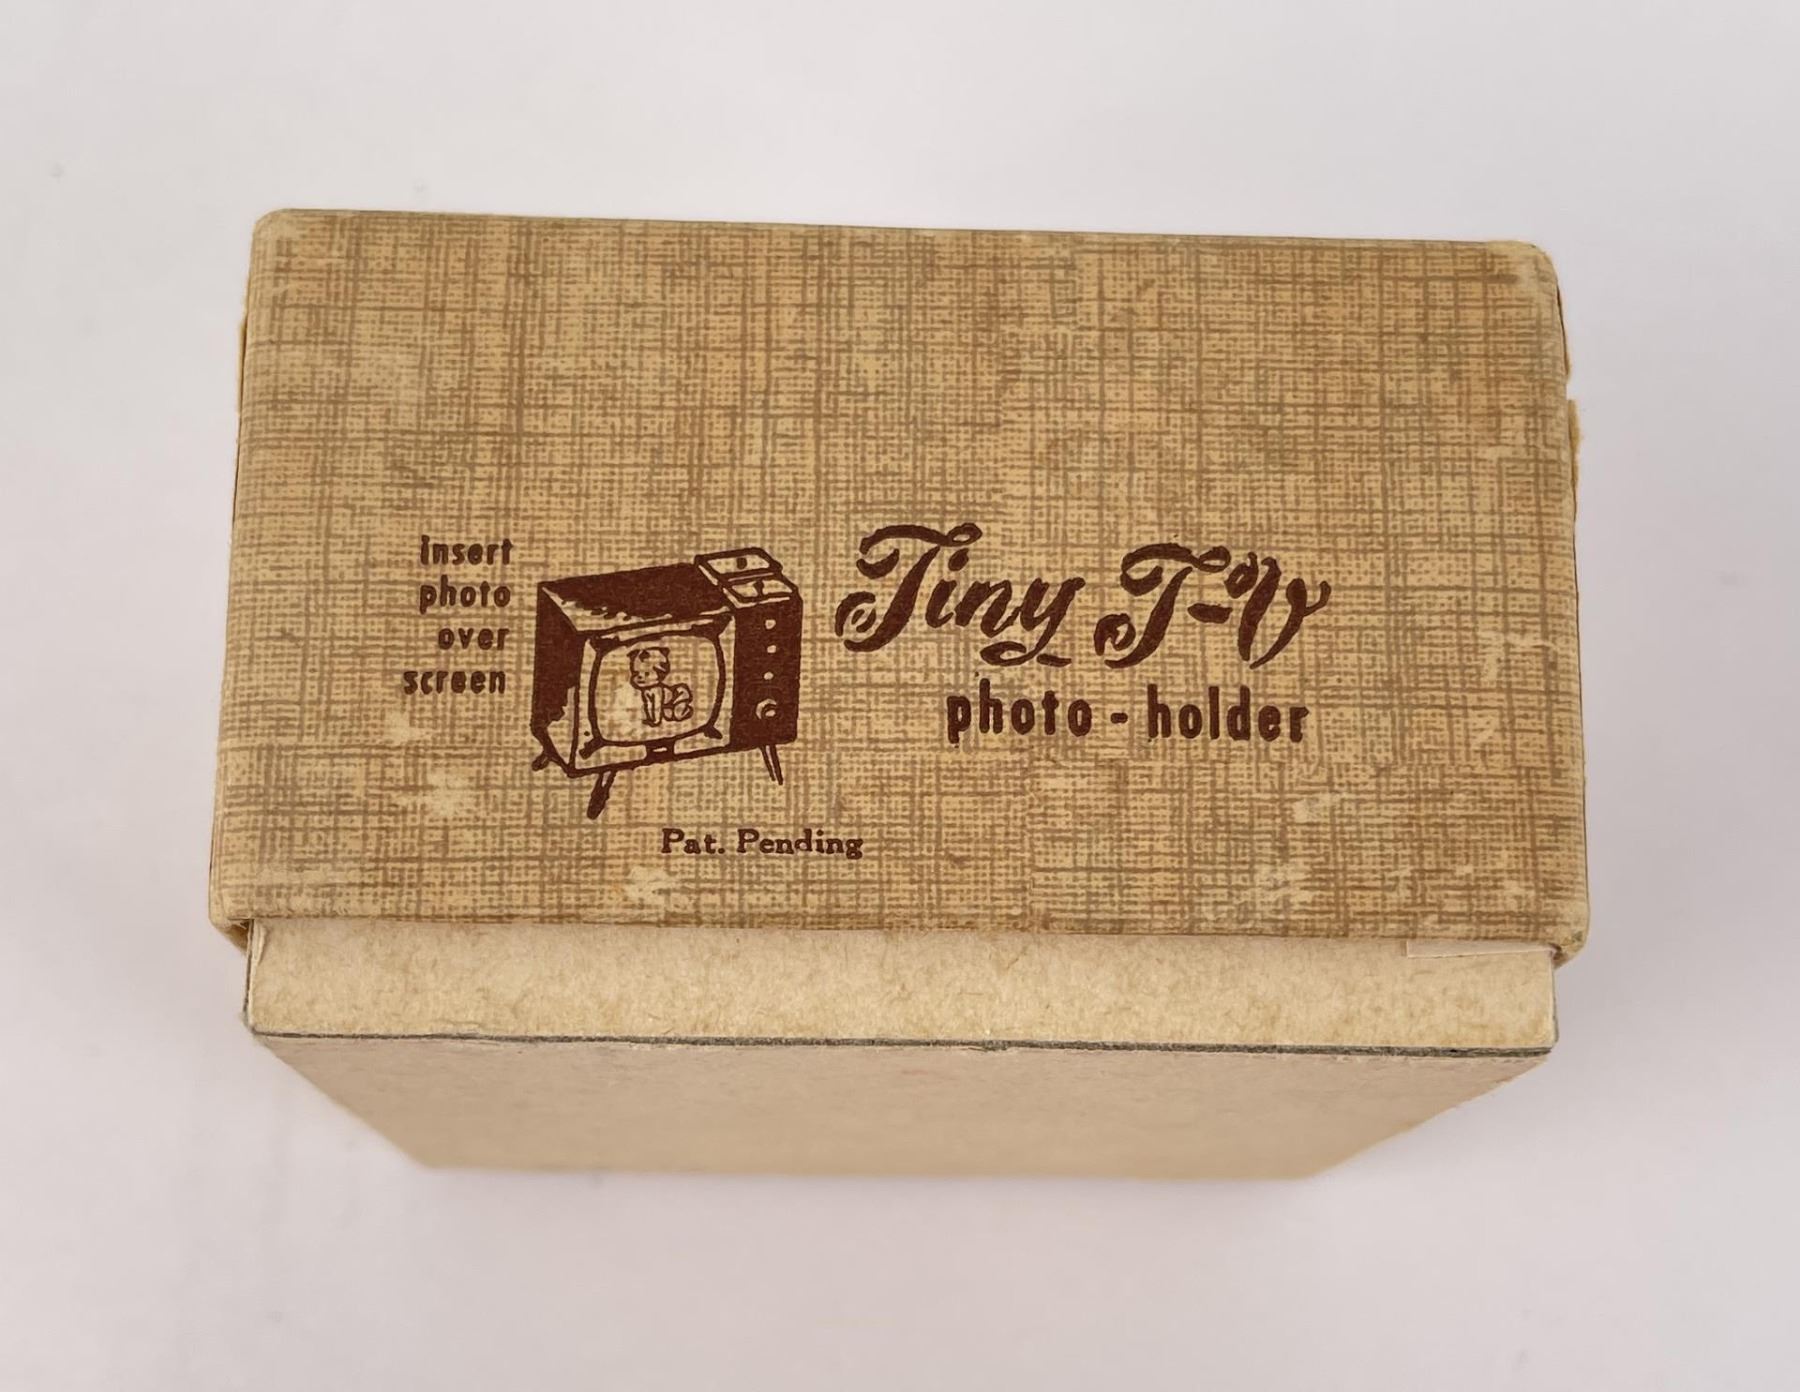 insert
photo
over
screen
Tiny T-V
photo - holder
Pat. Pending